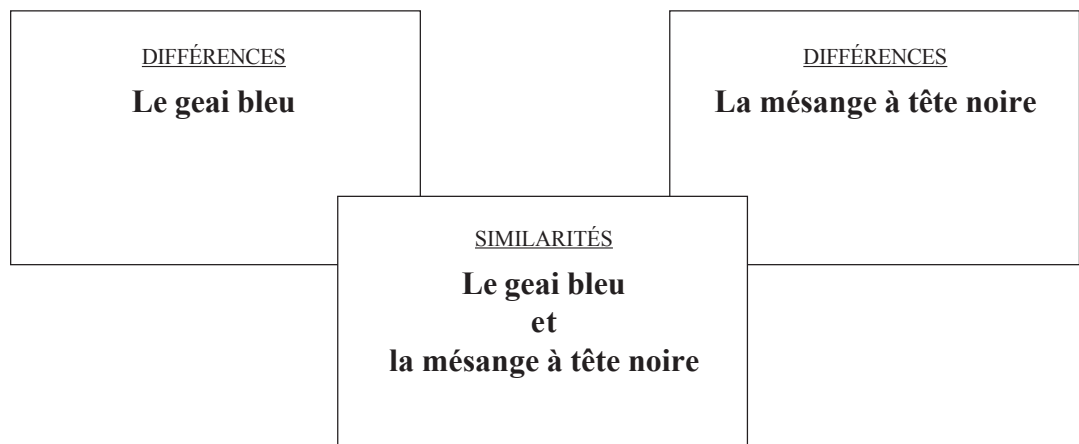 DIFFÉRENCES
Le geai bleu
DIFFÉRENCES
La mésange à tête noire
SIMILARITÉS
Le geai bleu
et
la mésange à tête noire